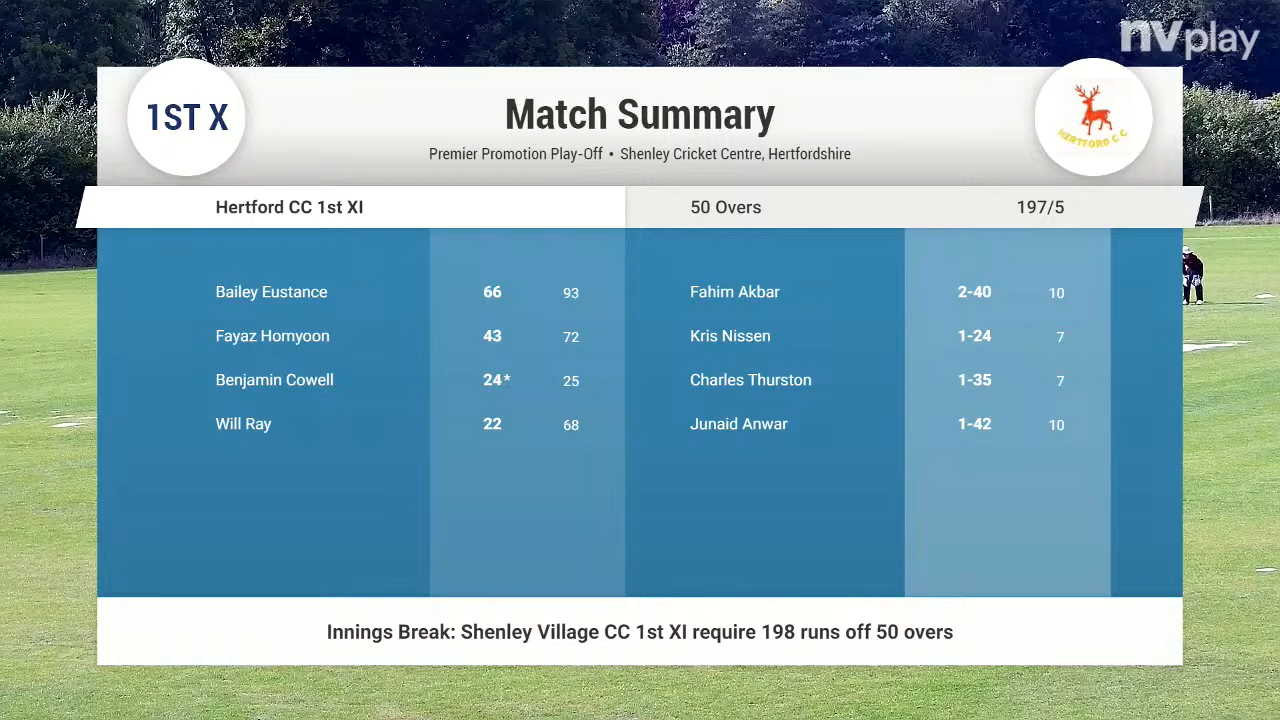 nvplay
1ST X
Match Summary
HERTFORD C.C
Premier Promotion Play-Off • Shenley Cricket Centre, Hertfordshire
Hertford CC 1st XI 50 Overs 197/5
Bailey Eustance 66 93 Fahim Akbar 2-40 10
Fayaz Homyoon 43 72 Kris Nissen 1-24 7
Benjamin Cowell 24* 25 Charles Thurston 1-35 7
Will Ray 22 68 Junaid Anwar 1-42 10
Innings Break: Shenley Village CC 1st XI require 198 runs off 50 overs